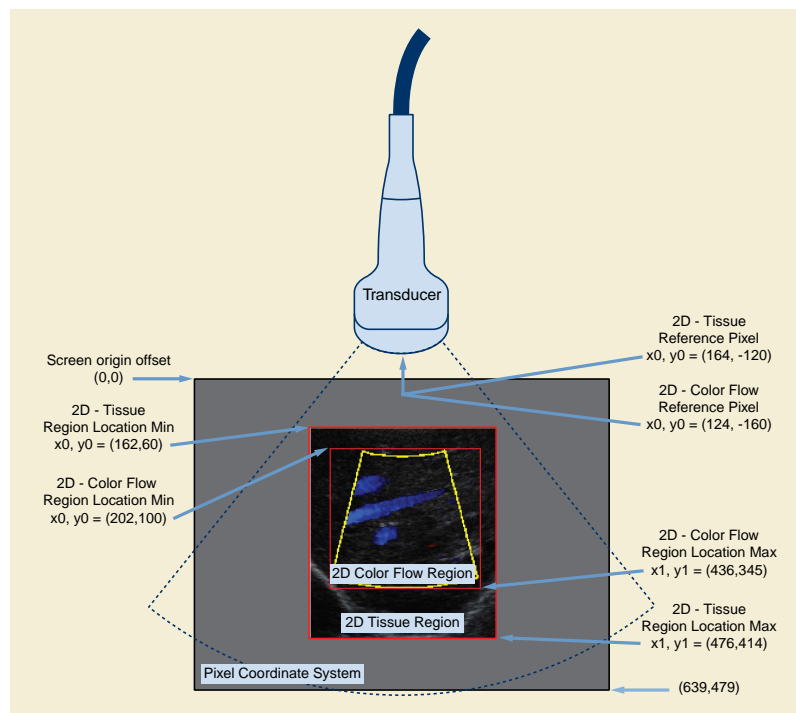 Transducer
Screen origin offset
(0,0)
2D - Tissue
Region Location Min
x0, y0 = (162,60)
2D - Color Flow
Region Location Min
x0, y0 = (202,100)
2D - Tissue
Reference Pixel
x0, y0 = (164, -120)
2D - Color Flow
Reference Pixel
x0, y0 = (124, -160)
2D - Color Flow
Region Location Max
x1, y1 = (436,345)
2D - Tissue
Region Location Max
x1, y1 = (476,414)
(639,479)
2D Color Flow Region
2D Tissue Region
Pixel Coordinate System